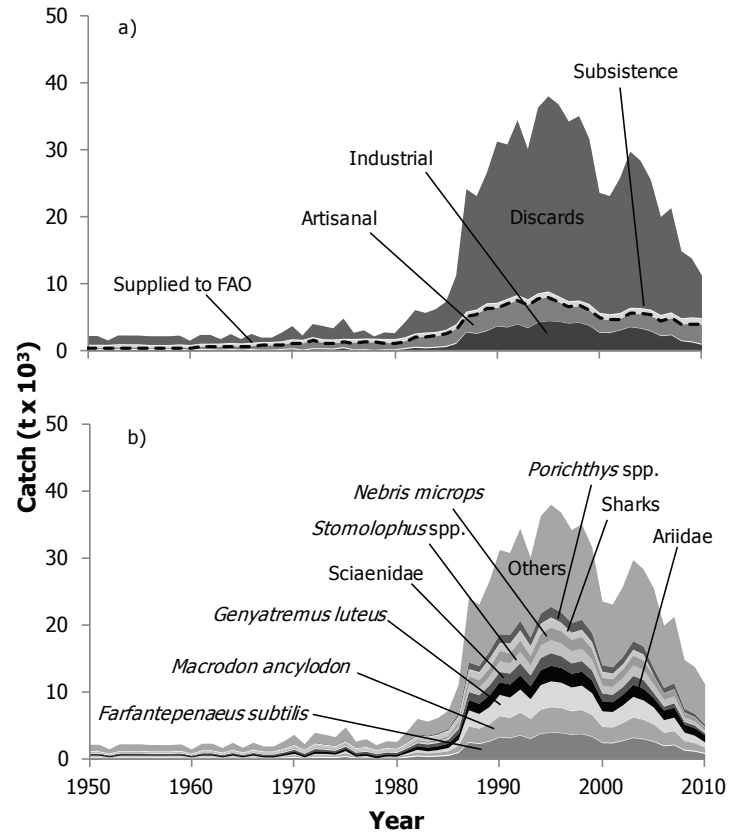 50
a)
40
Subsistence
30
Industrial
20
Artisanal
Discards
10
Supplied to FAO
0
Catch (t x 10³)
50
b)
40
Porichthys spp.
Nebris microps
Sharks
Stomolophus spp.
Ariidae
30
Others
Sciaenidae
20
Genyatremus luteus
Macrodon ancylodon
10
Farfantepenaeus subtilis
0
1950 1960 1970 1980 1990 2000 2010
Year